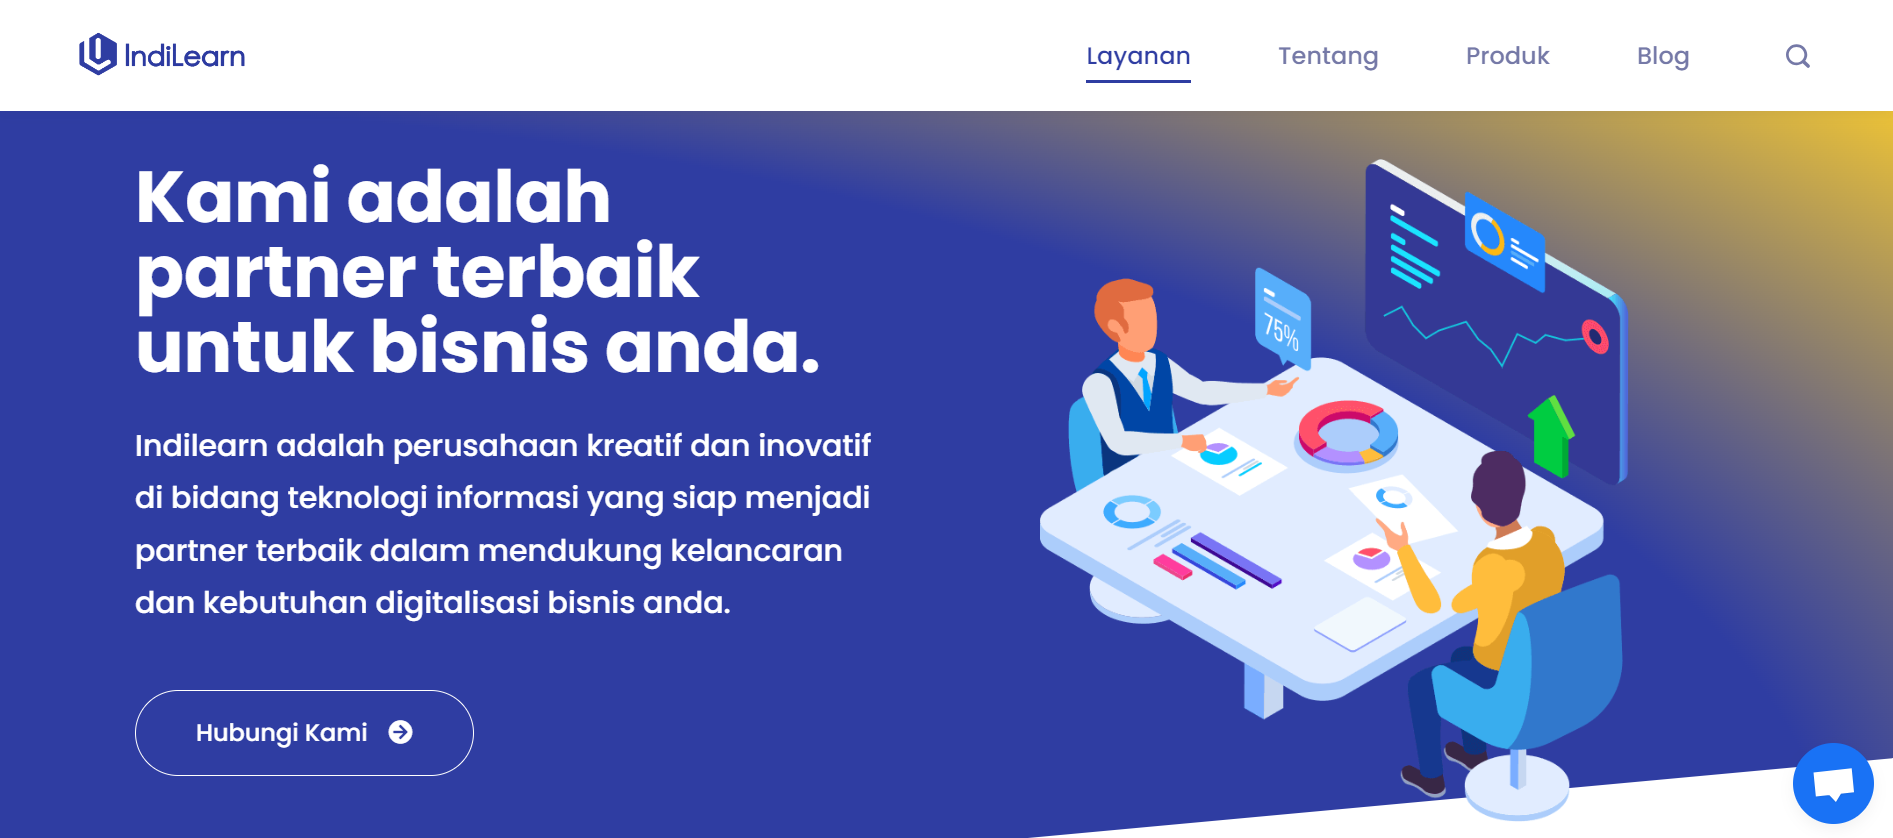 IndiLearn
Layanan
Tentang
Produk
Blog
Kami adalah
partner terbaik
untuk bisnis anda.
Indilearn adalah perusahaan kreatif dan inovatif
di bidang teknologi informasi yang siap menjadi
partner terbaik dalam mendukung kelancaran
dan kebutuhan digitalisasi bisnis anda.
Hubungi Kami
75%